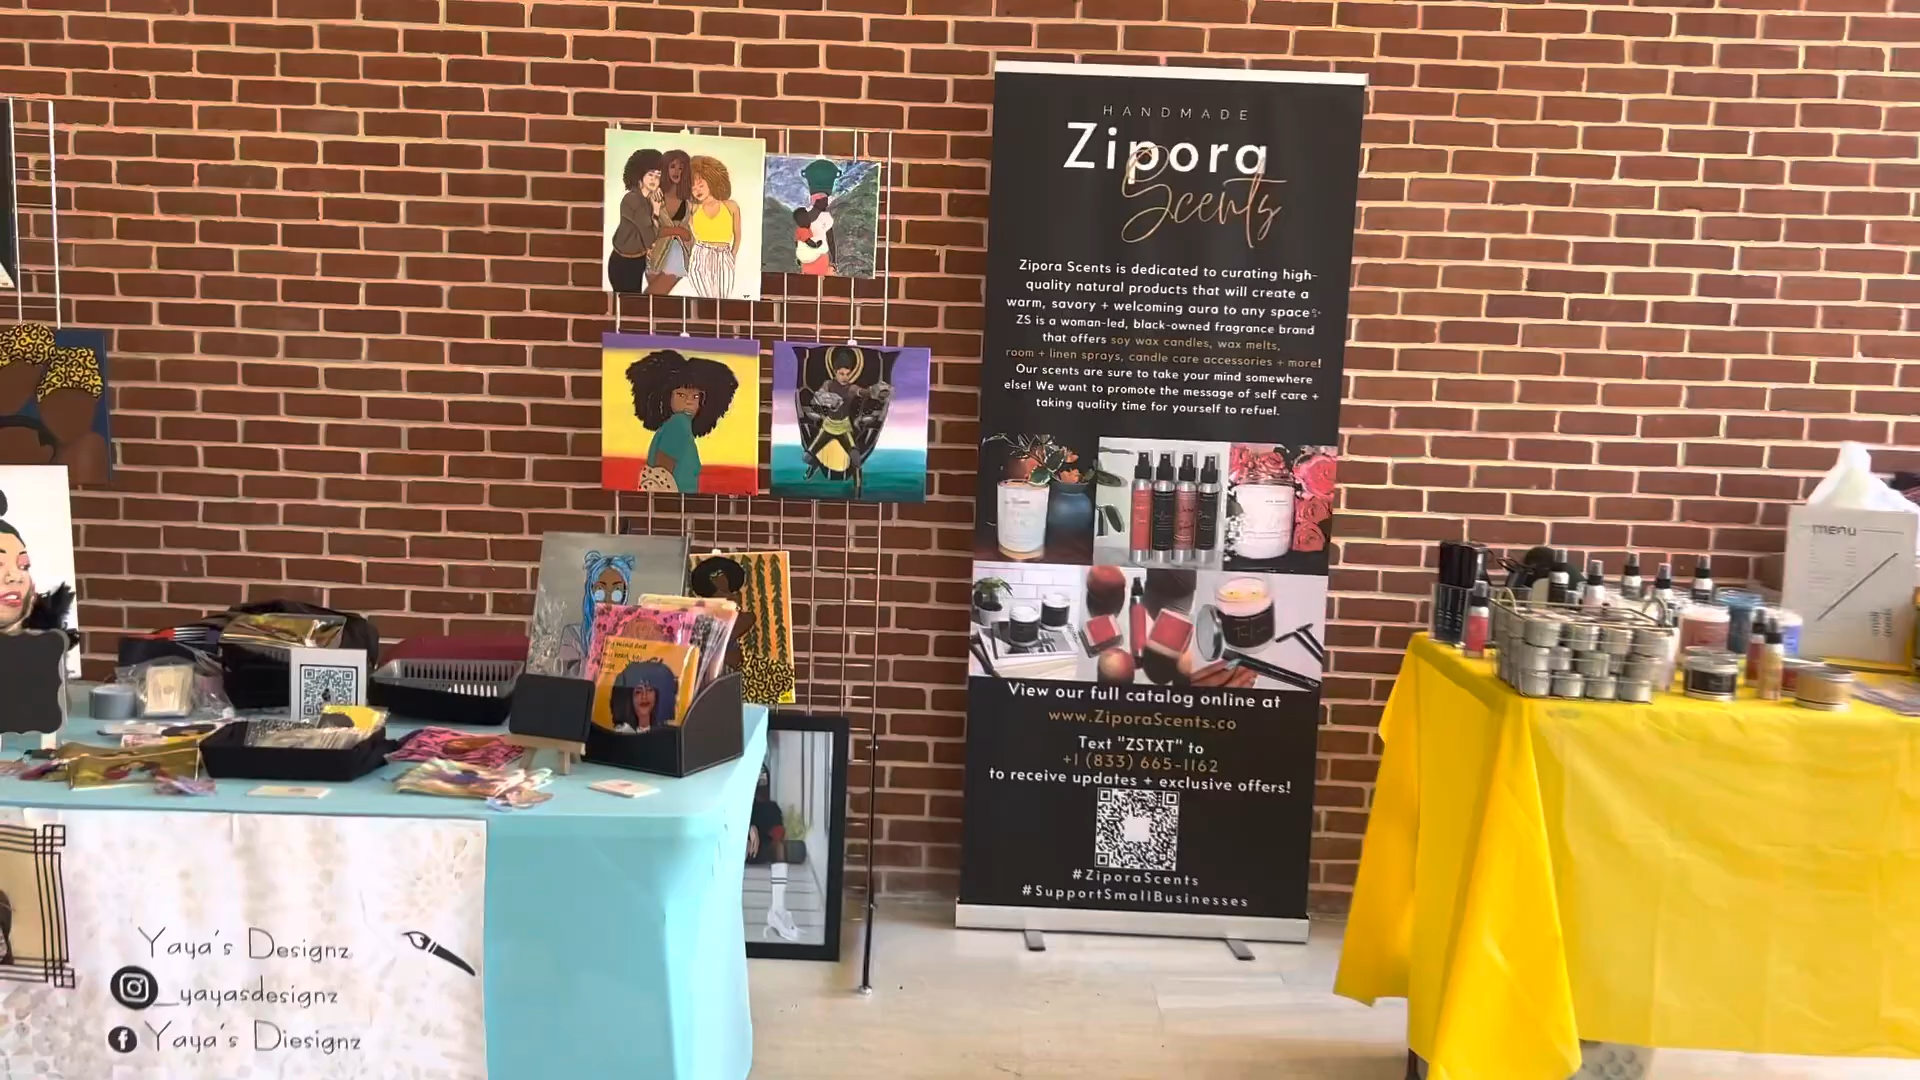 HANDMADE
Zipora
Scents
Zipora Scents is dedicated to curating high-
quality natural products that will create a
warm, savory + welcoming aura to any space
ZS is a woman-led, black-owned fragrance brand
that offers soy wax candles, wax melts,
room + linen sprays, candle care accessories + more!
Our scents are sure to take your mind somewhere
else! We want to promote the message of self care +
taking quality time for yourself to refuel.
View our full catalog online at
www.ZiporaScents.co
Text "ZSTXT" to
+1 (833) 665-1162
to receive updates + exclusive offers!
#ZiporaScents
#SupportSmallBusinesses
menu
Yaya's Designz
_yayasdesignz
Yaya's Diesignz